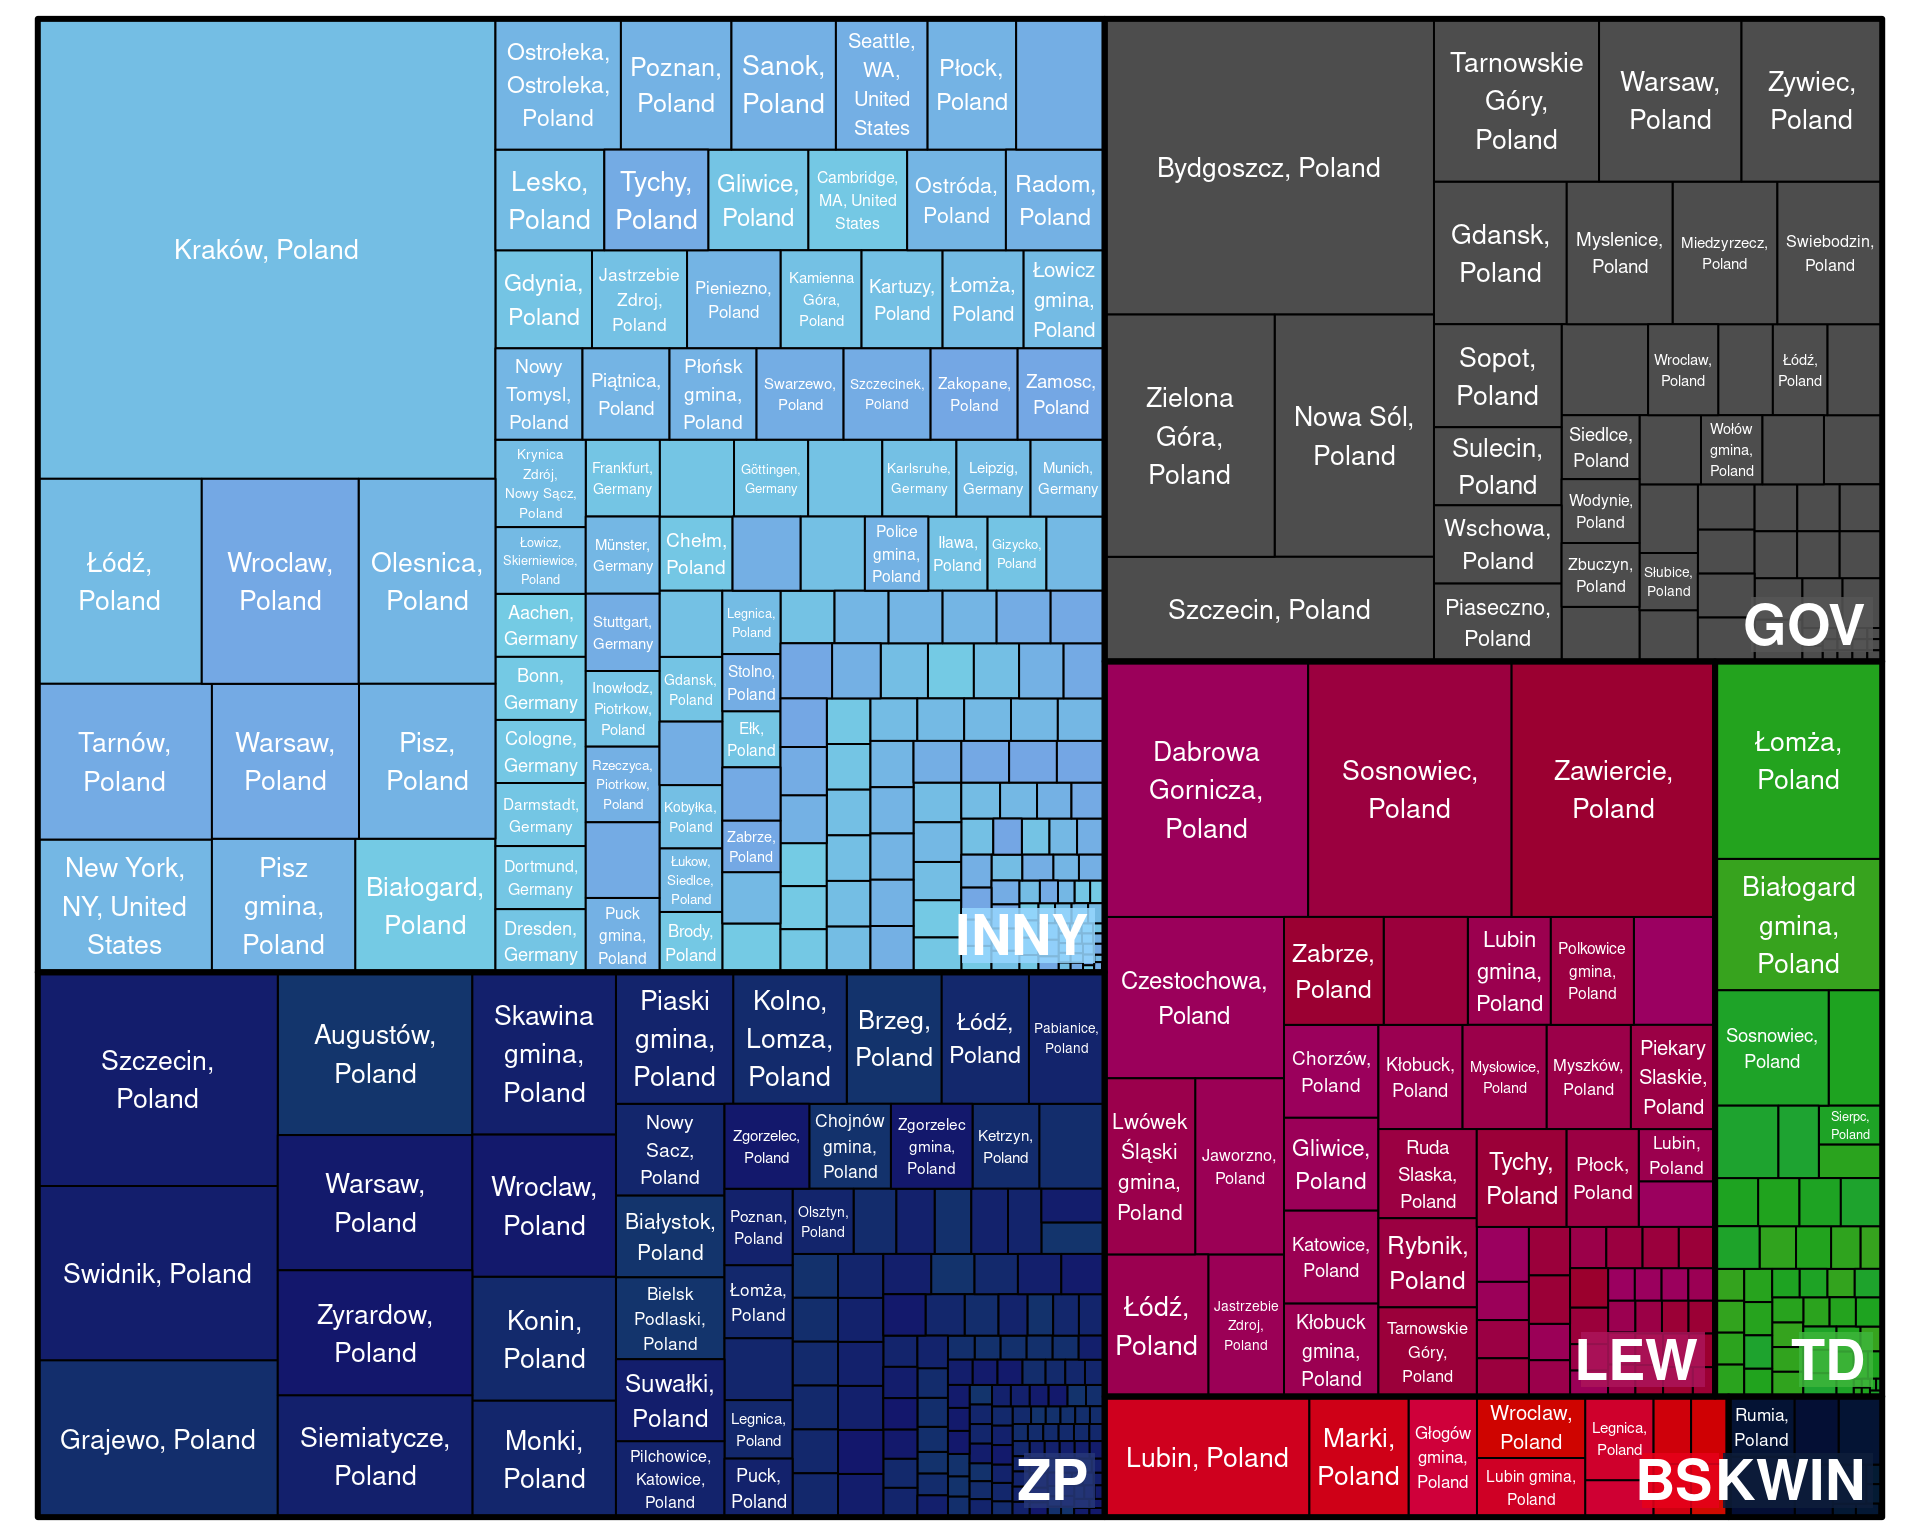 Kraków, Poland
Łódź,
Poland
Wroclaw,
Poland
Olesnica,
Poland
Tarnów,
Poland
Warsaw,
Poland
Pisz,
Poland
New York,
NY, United
States
Pisz
gmina,
Poland
Białogard,
Poland
Ostrołeka,
Ostroleka,
Poland
Poznan,
Poland
Sanok,
Poland
Seattle,
WA,
United
States
Płock,
Poland
Lesko,
Poland
Tychy,
Poland
Gliwice,
Poland
Cambridge,
MA, United
States
Ostróda,
Poland
Radom,
Poland
Gdynia,
Poland
Jastrzebie
Zdroj,
Poland
Pieniezno,
Poland
Kamienna
Góra,
Poland
Kartuzy,
Poland
Łomża,
Poland
Łowicz
gmina,
Poland
Nowy
Tomysl,
Poland
Piątnica,
Poland
Płońsk
gmina,
Poland
Swarzewo,
Poland
Szczecinek,
Poland
Zakopane,
Poland
Zamosc,
Poland
Krynica
Zdrój,
Nowy Sącz,
Poland
Frankfurt,
Germany
Göttingen,
Germany
Karlsruhe,
Germany
Leipzig,
Germany
Munich,
Germany
Łowicz,
Skierniewice,
Poland
Münster,
Germany
Chełm,
Poland
Police
gmina,
Poland
Iława,
Poland
Gizycko,
Poland
Aachen,
Germany
Stuttgart,
Germany
Legnica,
Poland
Bonn,
Germany
Inowłodz,
Piotrkow,
Poland
Gdansk,
Poland
Stolno,
Poland
Cologne,
Germany
Rzeczyca,
Piotrkow,
Poland
Ełk,
Poland
Darmstadt,
Germany
Kobyłka,
Poland
Zabrze,
Poland
Dortmund,
Germany
Łukow,
Siedlce,
Poland
Dresden,
Germany
Puck
gmina,
Poland
Brody,
Poland
INNY
Bydgoszcz, Poland
Tarnowskie
Góry,
Poland
Warsaw,
Poland
Zywiec,
Poland
Gdansk,
Poland
Myslenice,
Poland
Miedzyrzecz,
Poland
Swiebodzin,
Poland
Zielona
Góra,
Poland
Nowa Sól,
Poland
Szczecin, Poland
Sopot,
Poland
Wroclaw,
Poland
Łódź,
Poland
Sulecin,
Poland
Siedlce,
Poland
Wołów
gmina,
Poland
Wschowa,
Poland
Wodynie,
Poland
Zbuczyn,
Poland
Słubice,
Poland
Piaseczno,
Poland
GOV
Dabrowa
Gornicza,
Poland
Sosnowiec,
Poland
Zawiercie,
Poland
Czestochowa,
Poland
Zabrze,
Poland
Lubin
gmina,
Poland
Polkowice
gmina,
Poland
Chorzów,
Poland
Kłobuck,
Poland
Mysłowice,
Poland
Myszków,
Poland
Piekary
Slaskie,
Poland
Lwówek
Śląski
gmina,
Poland
Jaworzno,
Poland
Gliwice,
Poland
Ruda
Slaska,
Poland
Tychy,
Poland
Płock,
Poland
Lubin,
Poland
Katowice,
Poland
Rybnik,
Poland
Łódź,
Poland
Jastrzebie
Zdroj,
Poland
Kłobuck
gmina,
Poland
Tarnowskie
Góry,
Poland
LEW
Łomża,
Poland
Białogard
gmina,
Poland
Sosnowiec,
Poland
Sierpc,
Poland
TD
Szczecin,
Poland
Swidnik, Poland
Grajewo, Poland
Augustów,
Poland
Warsaw,
Poland
Zyrardow,
Poland
Siemiatycze,
Poland
Skawina
gmina,
Poland
Wroclaw,
Poland
Konin,
Poland
Monki,
Poland
Piaski
gmina,
Poland
Kolno,
Lomza,
Poland
Brzeg,
Poland
Łódź,
Poland
Pabianice,
Poland
Nowy
Sacz,
Poland
Zgorzelec,
Poland
Chojnów
gmina,
Poland
Zgorzelec
gmina,
Poland
Ketrzyn,
Poland
Białystok,
Poland
Poznan,
Poland
Olsztyn,
Poland
Bielsk
Podlaski,
Poland
Łomża,
Poland
Suwałki,
Poland
Legnica,
Poland
Pilchowice,
Katowice,
Poland
Puck,
Poland
ZP
Lubin, Poland
Marki,
Poland
Głogów
gmina,
Poland
Wroclaw,
Poland
Lubin gmina,
Poland
Legnica,
Poland
BS
Rumia,
Poland
KWIN